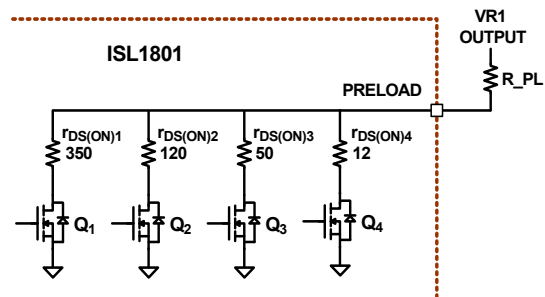 VR1
OUTPUT
ISL1801
R_PL
PRELOAD
rDS(ON)1 rDS(ON)2 rDS(ON)3 rDS(ON)4
350 120 50 12
Q1 Q2 Q3 Q4